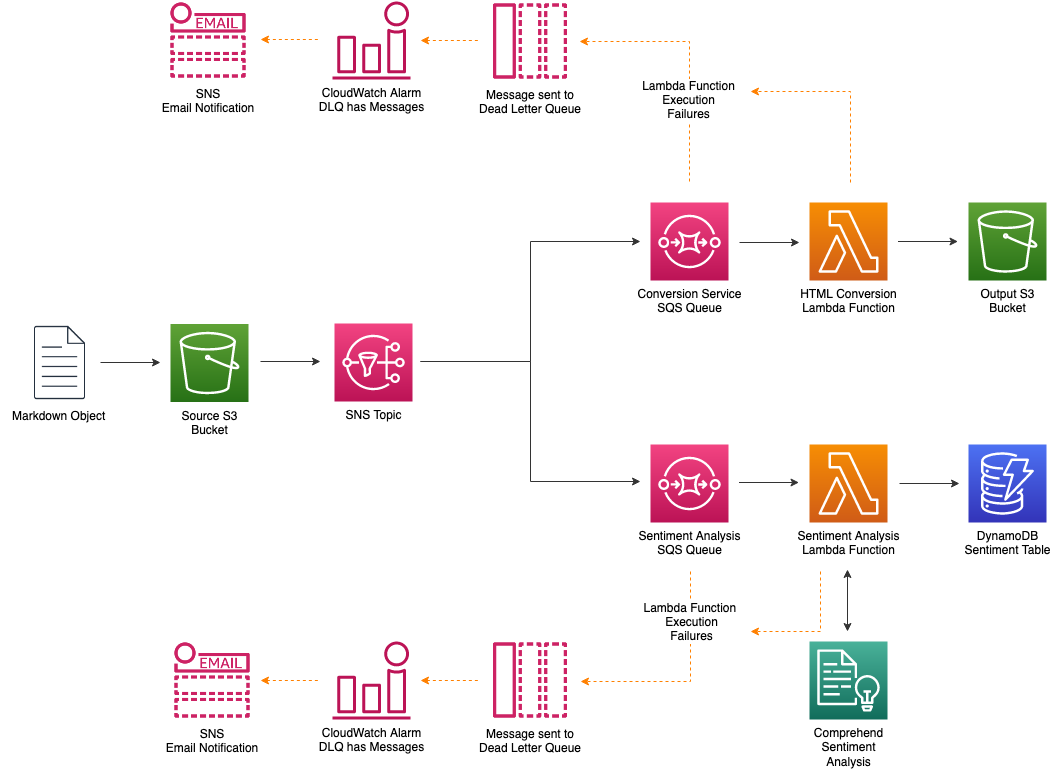 EMAIL
SNS
Email Notification
CloudWatch Alarm
DLQ has Messages
Message sent to
Dead Letter Queue
Lambda Function
Execution
Failures
Conversion Service
SQS Queue
HTML Conversion
Lambda Function
Output S3
Bucket
Markdown Object
Source S3
Bucket
SNS Topic
Sentiment Analysis
SQS Queue
Sentiment Analysis
Lambda Function
DynamoDB
Sentiment Table
Lambda Function
Execution
Failures
EMAIL
SNS
Email Notification
CloudWatch Alarm
DLQ has Messages
Message sent to
Dead Letter Queue
Comprehend
Sentiment
Analysis